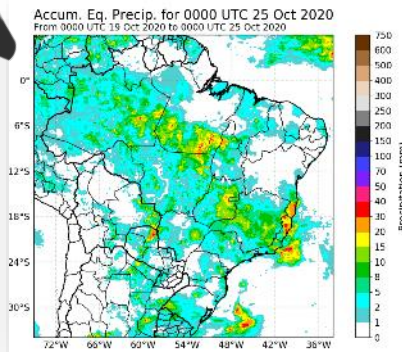 Accum. Eq. Precip. for 0000 UTC 25 Oct 2020
From 0000 UTC 19 Oct 2020 to 0000 UTC 25 Oct 2020
0°
6°S
12°S
18°S
24°S
30°S
72°W 66°W 60°W 54°W 48°W 42°W 36°W
750
600
500
400
300
250
200
150
100
70
50
40
30
20
15
10
8
5
2
1
0
Precipitation (mm)